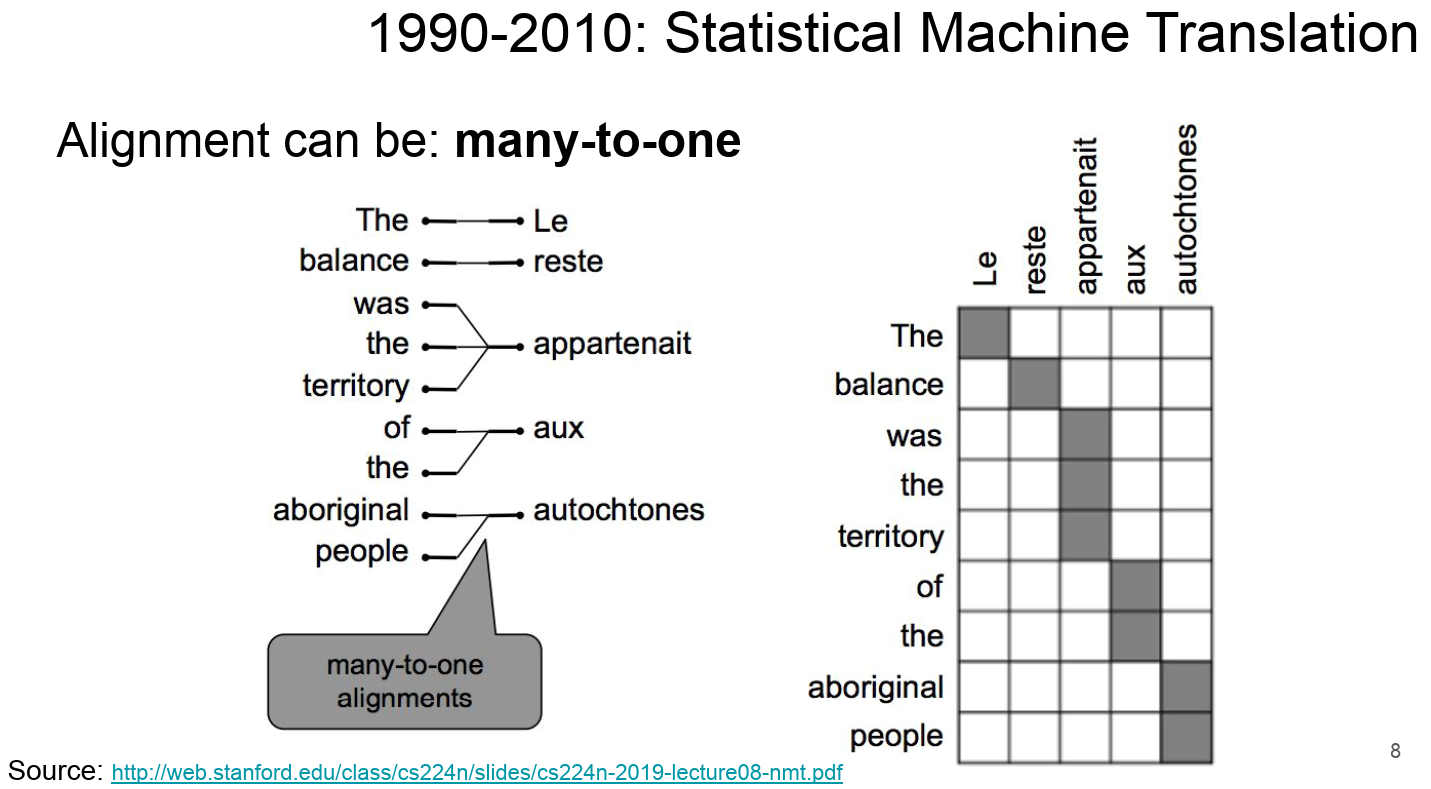 1990-2010: Statistical Machine Translation
Alignment can be: many-to-one
The Le
balance reste
was
the appartenait
territory
of aux
the
aboriginal autochtones
people
many-to-one
alignments
Le reste appartenait aux autochtones
The
balance
was
the
territory
of
the
aboriginal
people
8
Source: http://web.stanford.edu/class/cs224n/slides/cs224n-2019-lecture08-nmt.pdf